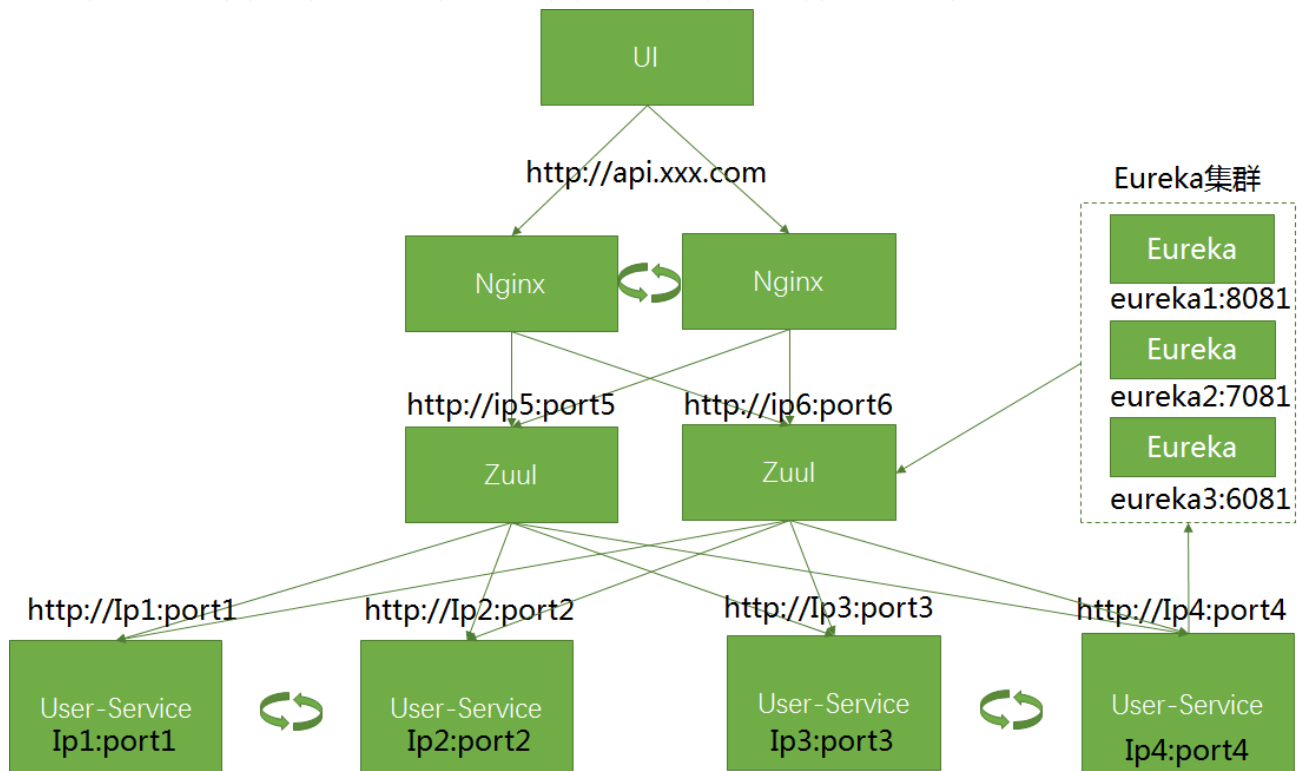 UI
http://api.xxx.com
Eureka集群
Nginx
Nginx
Eureka
eureka1:8081
Eureka
eureka2:7081
Eureka
eureka3:6081
http://ip5:port5
http://ip6:port6
Zuul
Zuul
http://Ip1:port1
http://Ip2:port2
http://Ip3:port3
http://Ip4:port4
User-Service
Ip1:port1
User-Service
Ip2:port2
User-Service
Ip3:port3
User-Service
Ip4:port4